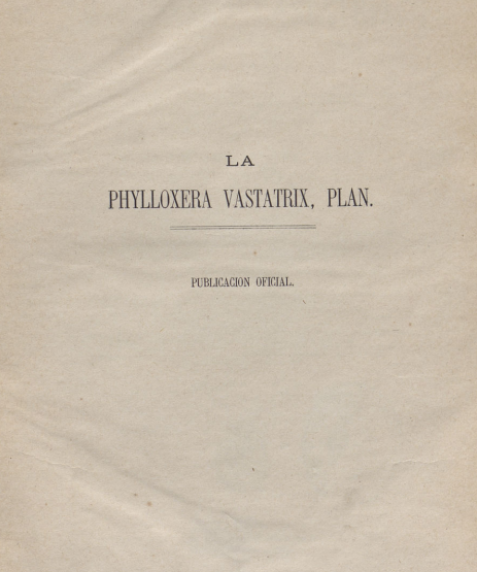 LA
PHYLLOXERA VASTATRIX, PLAN.
PUBLICACION OFICIAL.